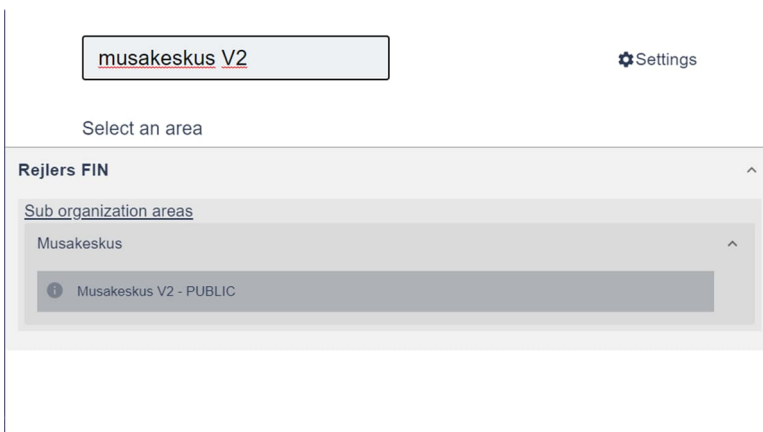 musakeskus V2
Settings
Select an area
Rejlers FIN
Sub organization areas
Musakeskus
Musakeskus V2 - PUBLIC